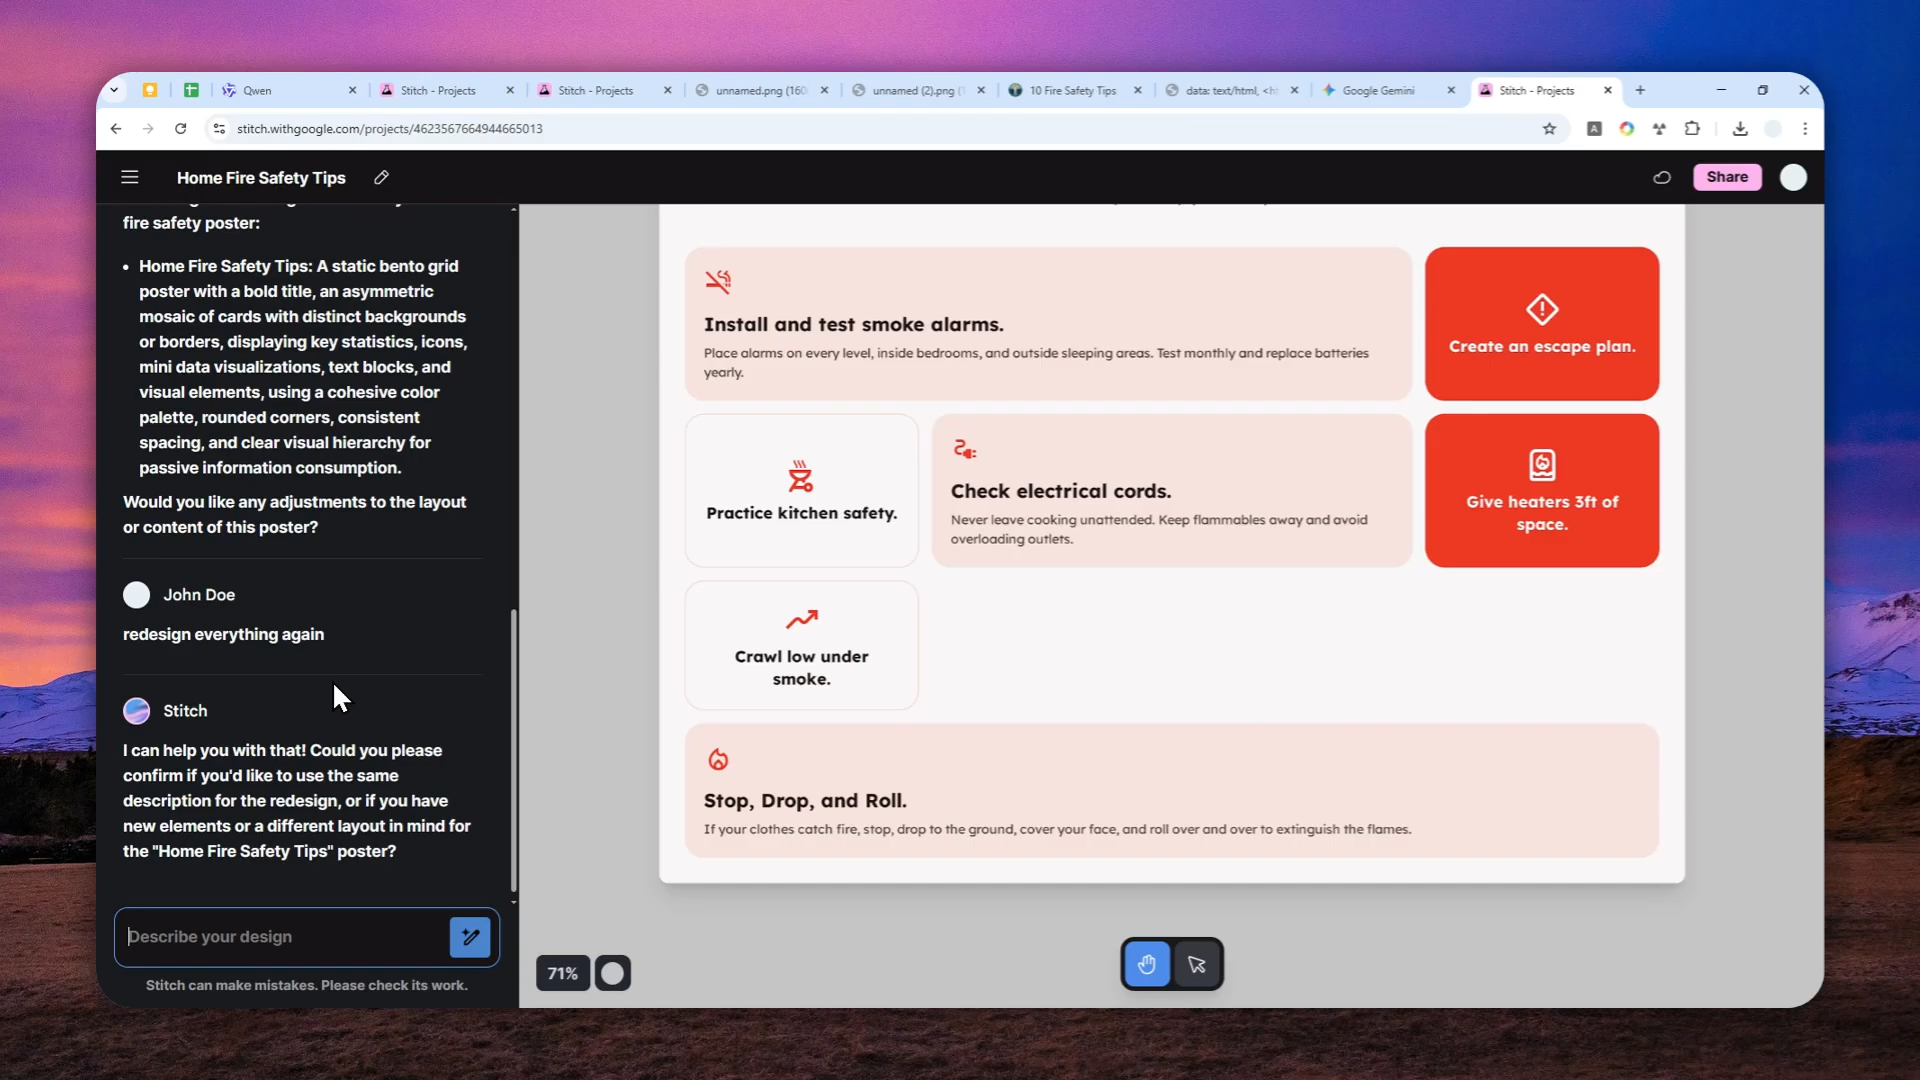 Qwen
Stitch - Projects
Stitch - Projects
unnamed.png (160
unnamed (2).png (1
10 Fire Safety Tips
data: text/html, <h
Google Gemini
Stitch - Projects
stitch.withgoogle.com/projects/4623567664944665013
A
Home Fire Safety Tips
Share
fire safety poster:
• Home Fire Safety Tips: A static bento grid
poster with a bold title, an asymmetric
mosaic of cards with distinct backgrounds
or borders, displaying key statistics, icons,
mini data visualizations, text blocks, and
visual elements, using a cohesive color
palette, rounded corners, consistent
spacing, and clear visual hierarchy for
passive information consumption.
Would you like any adjustments to the layout
or content of this poster?
John Doe
redesign everything again
Stitch
I can help you with that! Could you please
confirm if you'd like to use the same
description for the redesign, or if you have
new elements or a different layout in mind for
the "Home Fire Safety Tips" poster?
Describe your design
Stitch can make mistakes. Please check its work.
Install and test smoke alarms.
Place alarms on every level, inside bedrooms, and outside sleeping areas. Test monthly and replace batteries
yearly.
Create an escape plan.
Practice kitchen safety.
Check electrical cords.
Never leave cooking unattended. Keep flammables away and avoid
overloading outlets.
Give heaters 3ft of
space.
Crawl low under
smoke.
Stop, Drop, and Roll.
If your clothes catch fire, stop, drop to the ground, cover your face, and roll over and over to extinguish the flames.
71%